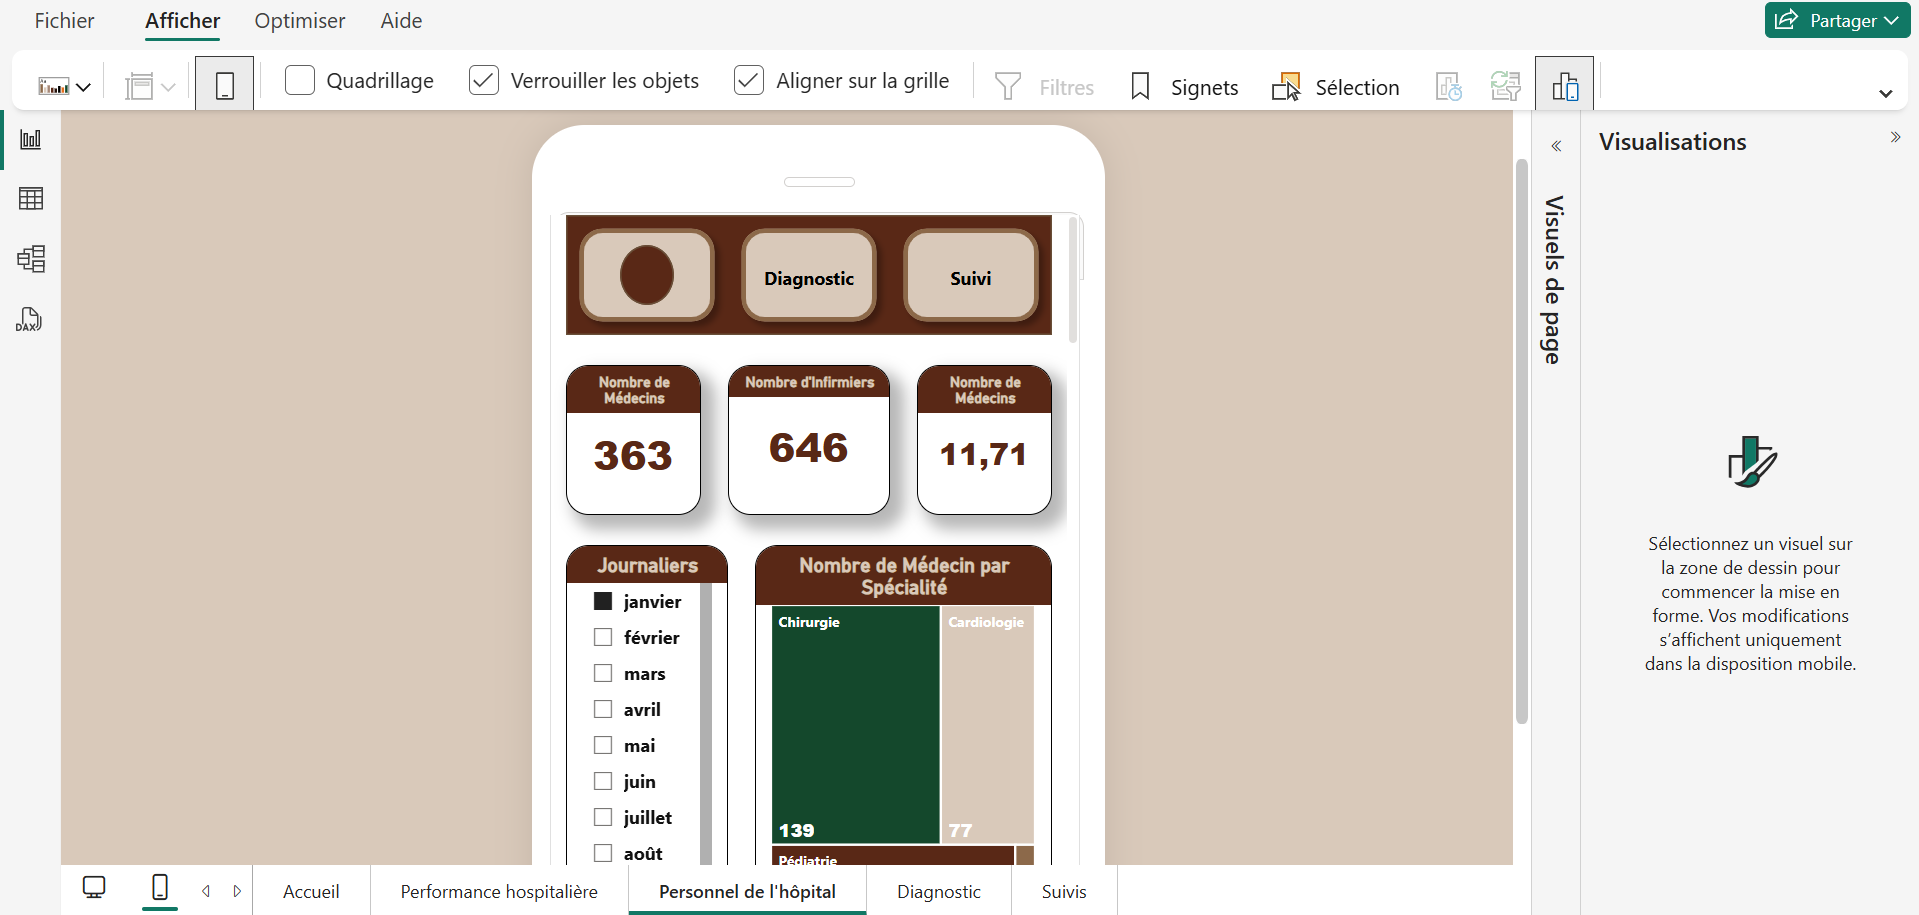 Fichier
Afficher
Optimiser
Aide
Partager
Quadrillage
Verrouiller les objets
Aligner sur la grille
Filtres
Signets
Sélection
DAX
Diagnostic
Suivi
Nombre de
Médecins
363
Nombre d'Infirmiers
646
Nombre de
Médecins
11,71
Journaliers
janvier
février
mars
avril
mai
juin
juillet
août
Nombre de Médecin par
Spécialité
Chirurgie
139
Cardiologie
77
Pédiatrie
Visuels de page
Visualisations
Sélectionnez un visuel sur
la zone de dessin pour
commencer la mise en
forme. Vos modifications
s’affichent uniquement
dans la disposition mobile.
Accueil
Performance hospitalière
Personnel de l'hôpital
Diagnostic
Suivis